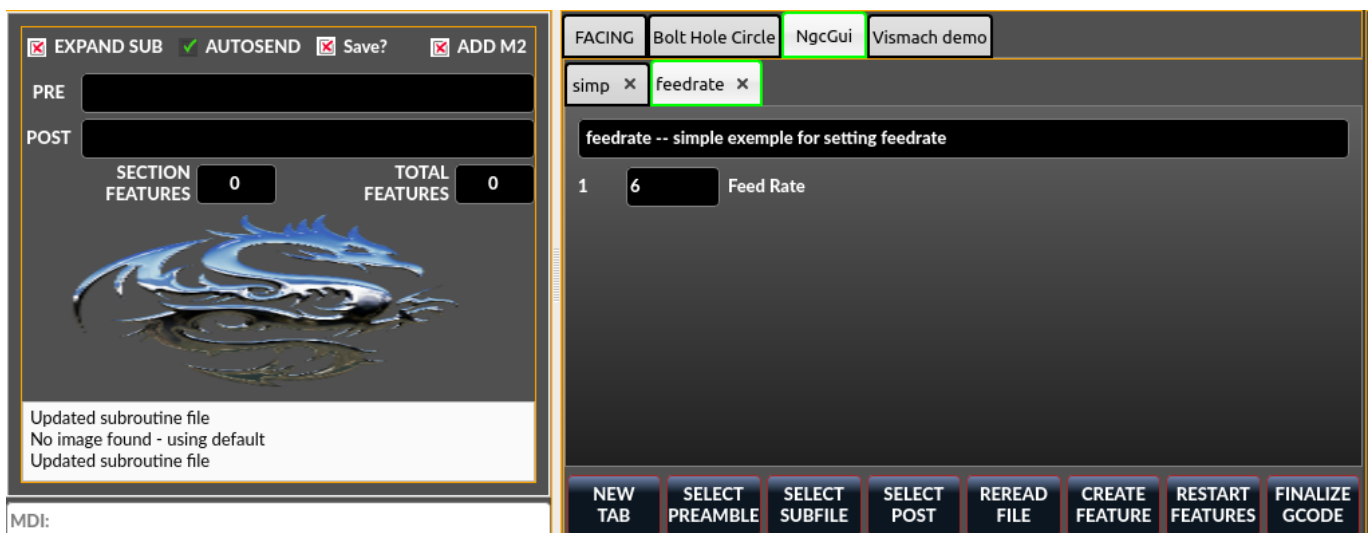 EXPAND SUB AUTOSEND Save? ADD M2
PRE
POST
SECTION FEATURES 0 TOTAL FEATURES 0
Updated subroutine file
No image found - using default
Updated subroutine file
MDI:
FACING Bolt Hole Circle NgcGui Vismach demo
simp × feedrate ×
feedrate -- simple exemple for setting feedrate
1 6 Feed Rate
NEW TAB SELECT PREAMBLE SELECT SUBFILE SELECT POST REREAD FILE CREATE FEATURE RESTART FEATURES FINALIZE GCODE